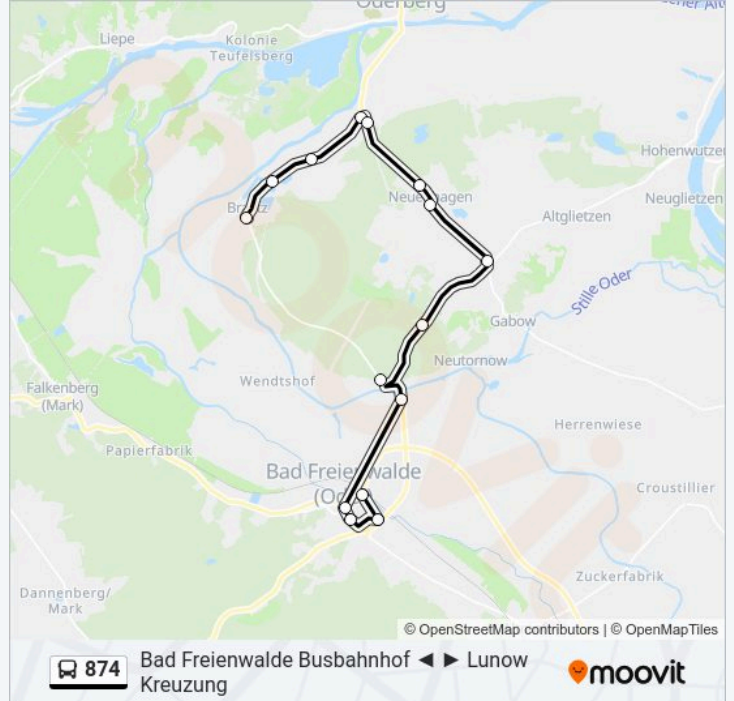 Oderberg
Liepe
Kolonie
Teufelsberg
Neuenhagen
Altglietzen
Neuglietzen
Stille Oder
Gabow
Neutornow
Wendtshof
Falkenberg
(Mark)
Papierfabrik
Herrenwiese
Bad Freienwalde
Croustillier
Zuckerfabrik
Dannenberg/
Mark
© OpenStreetMap contributors | © OpenMapTiles
874
Bad Freienwalde Busbahnhof ◄ ► Lunow
Kreuzung
moovit